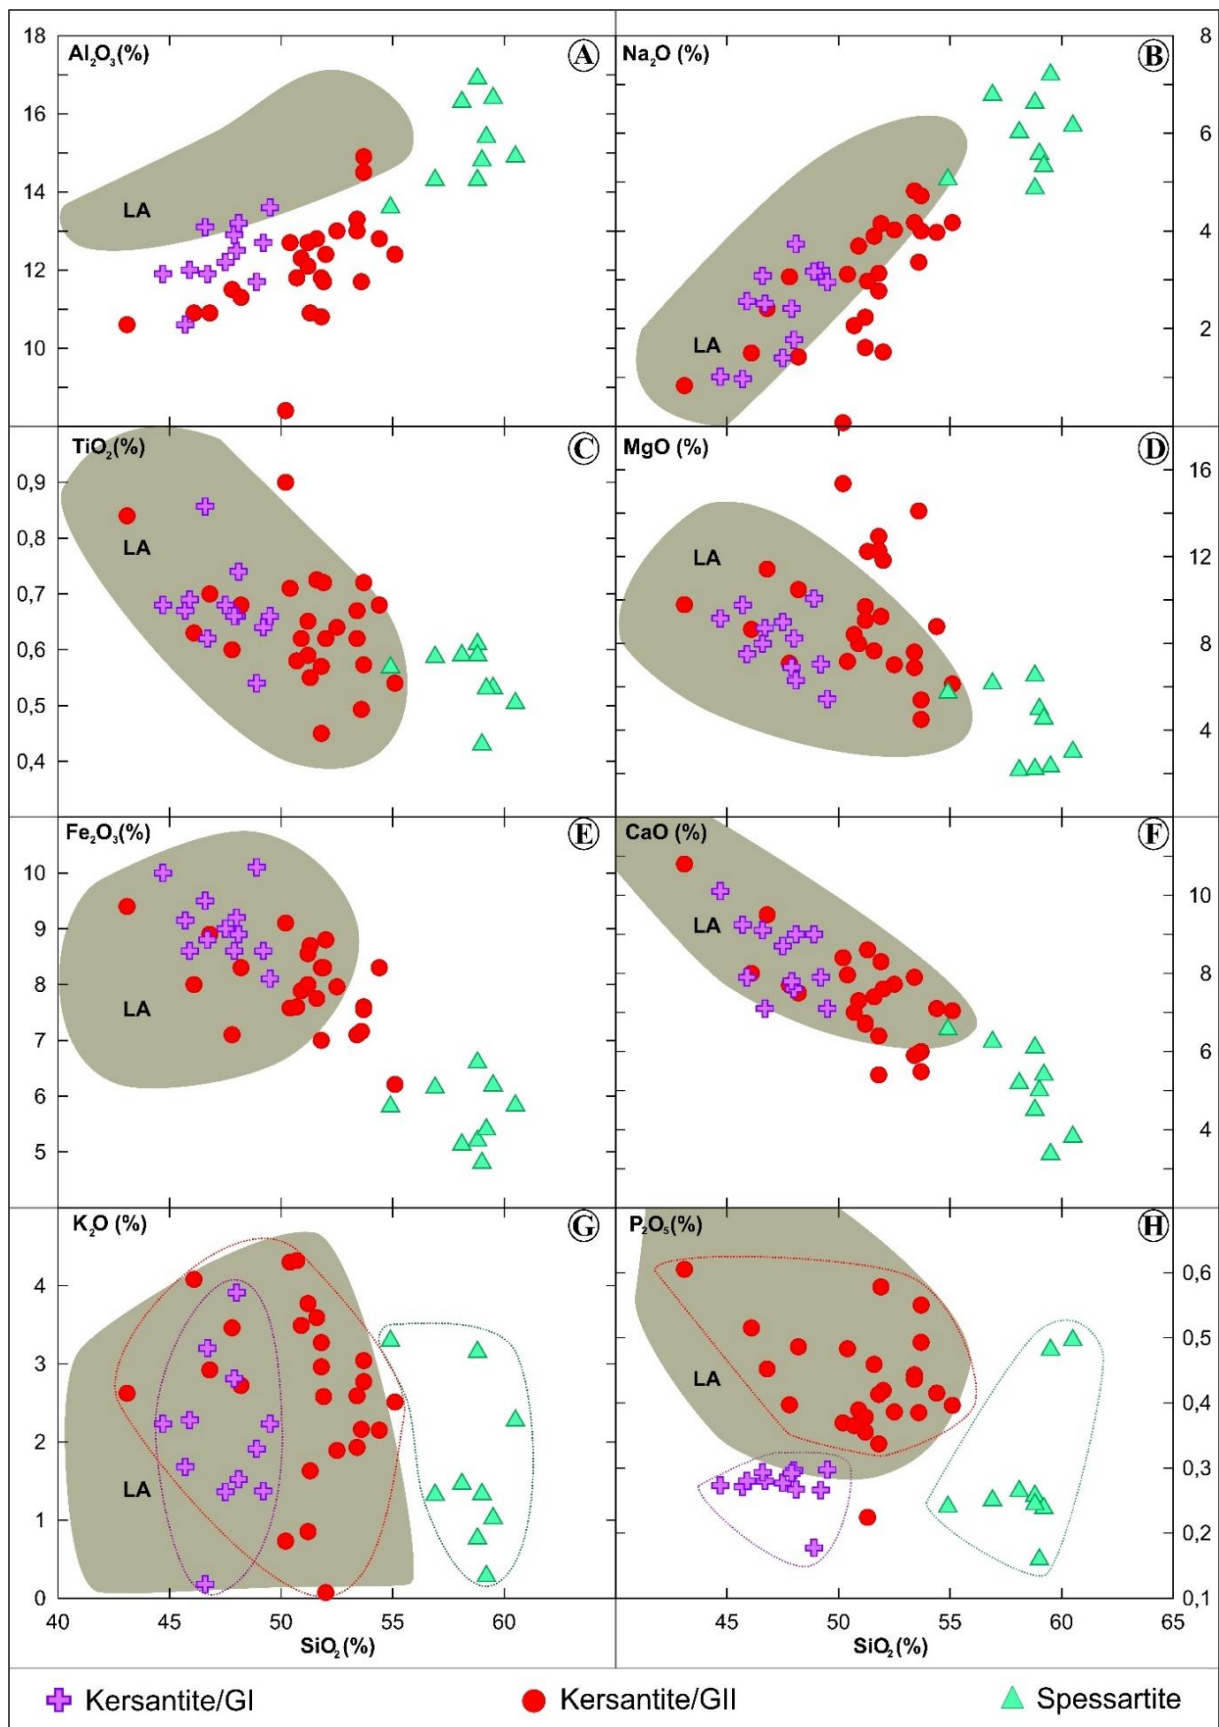 18
Al₂O₃(%)
A
16
14
LA
12
10
Na₂O (%)
B
8
6
4
LA
2
TiO₂(%)
C
0,9
0,8
LA
0,7
0,6
0,5
0,4
MgO (%)
D
16
LA
12
8
4
Fe₂O₃(%)
E
10
9
8
LA
7
6
5
CaO (%)
F
10
LA
8
6
4
K₂O (%)
G
4
3
2
LA
1
0
40 45 50 55 60
SiO₂(%)
P₂O₅(%)
H
0,6
0,5
LA
0,4
0,3
0,2
0,1
45 50 55 60 65
SiO₂(%)
Kersantite/GI Kersantite/GII Spessartite